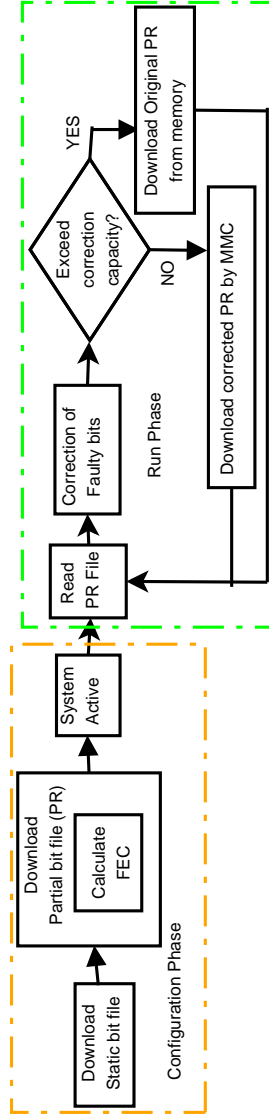 Download
Static bit file
Download
Partial bit file (PR)
Calculate
FEC
System
Active
Configuration Phase
Read
PR File
Correction of
Faulty bits
Exceed
correction
capacity?
YES
NO
Download Original PR
from memory
Download corrected PR by MMC
Run Phase